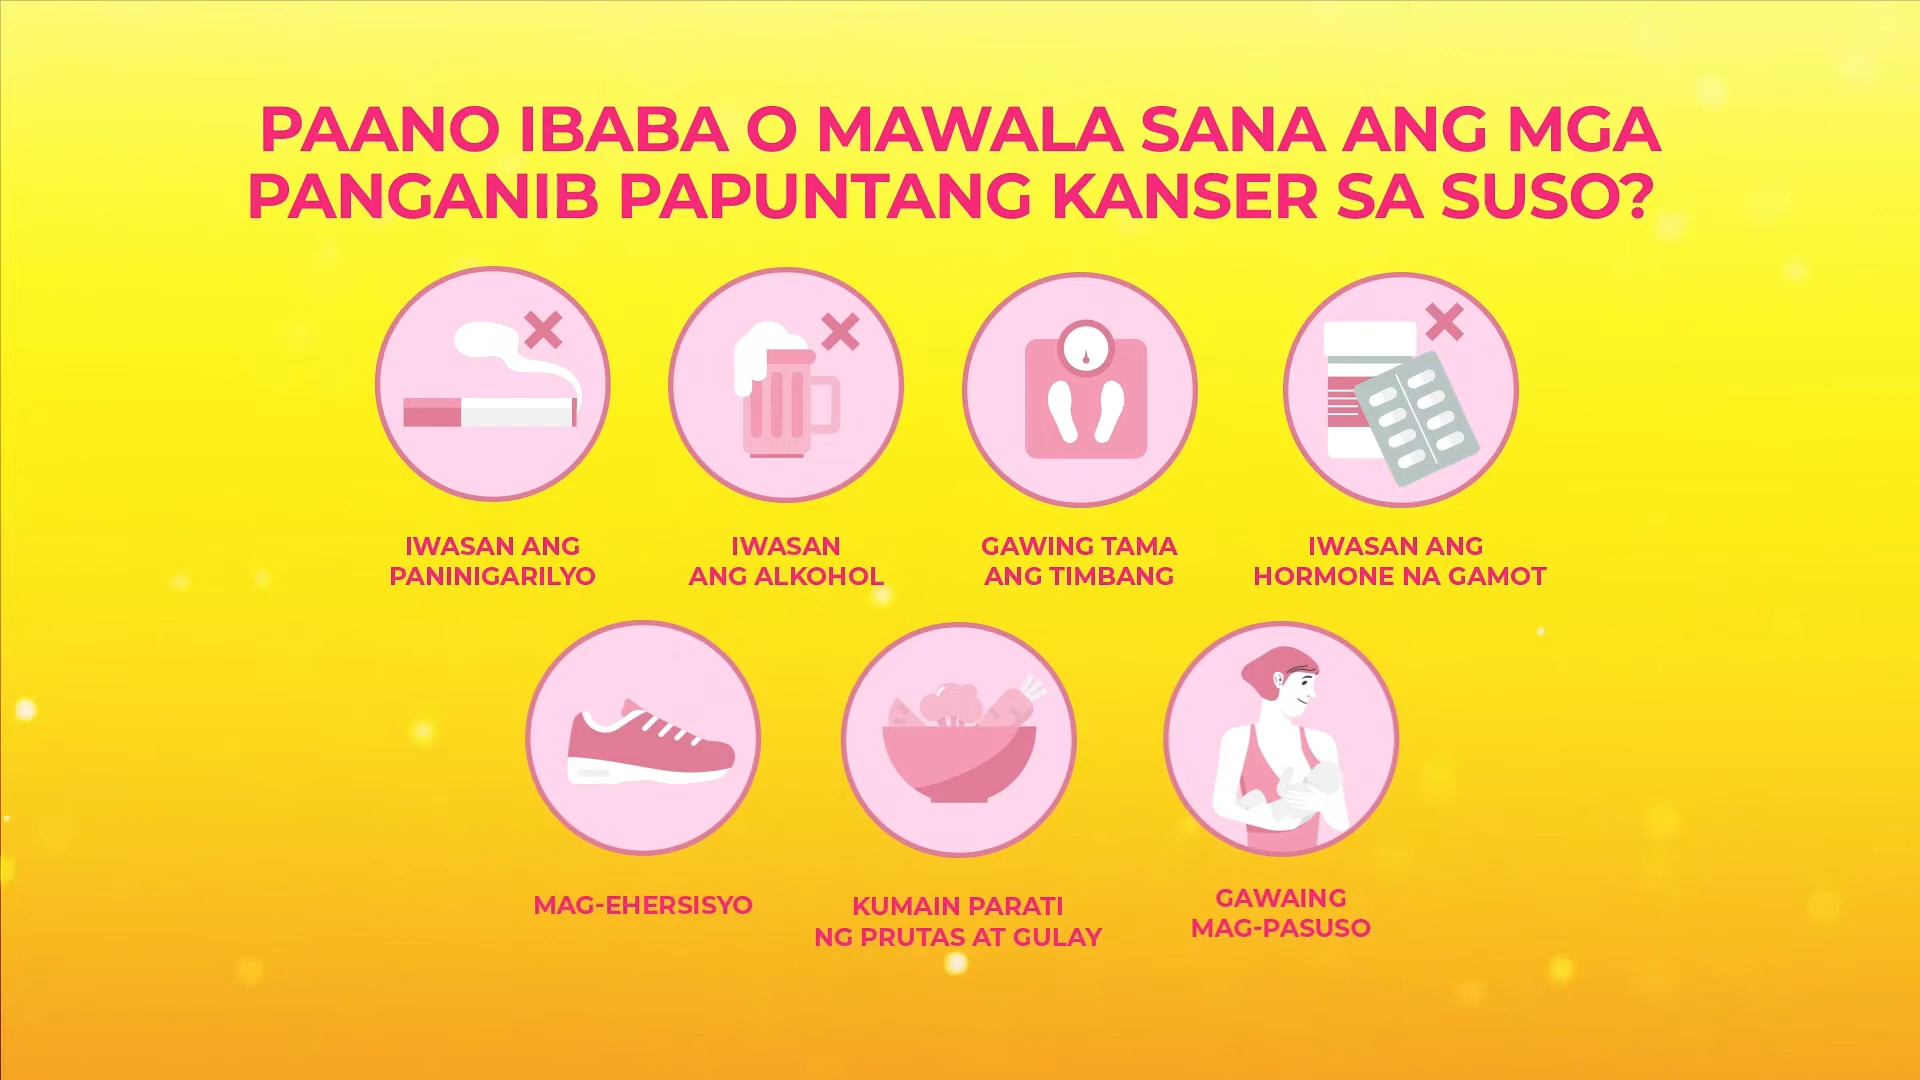 PAANO IBABA O MAWALA SANA ANG MGA
PANGANIB PAPUNTANG KANSER SA SUSO?
IWASAN ANG
PANINIGARILYO
IWASAN
ANG ALKOHOL
GAWING TAMA
ANG TIMBANG
IWASAN ANG
HORMONE NA GAMOT
MAG-EHERSISYO
KUMAIN PARATI
NG PRUTAS AT GULAY
GAWAING
MAG-PASUSO